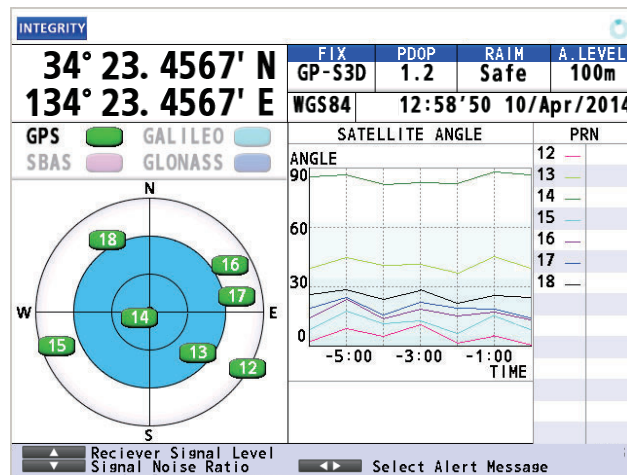 INTEGRITY
34° 23. 4567' N
134° 23. 4567' E
FIX PDOP RAIM A.LEVEL
GP-S3D 1.2 Safe 100m
WGS84 12:58'50 10/Apr/2014
GPS GALILEO
SBAS GLONASS
N
18
16
17
W
14
E
15
13
12
S
SATELLITE ANGLE
ANGLE
90
60
30
0
-5:00 -3:00 -1:00
TIME
PRN
12
13
14
15
16
17
18
Reciever Signal Level
Signal Noise Ratio
Select Alert Message